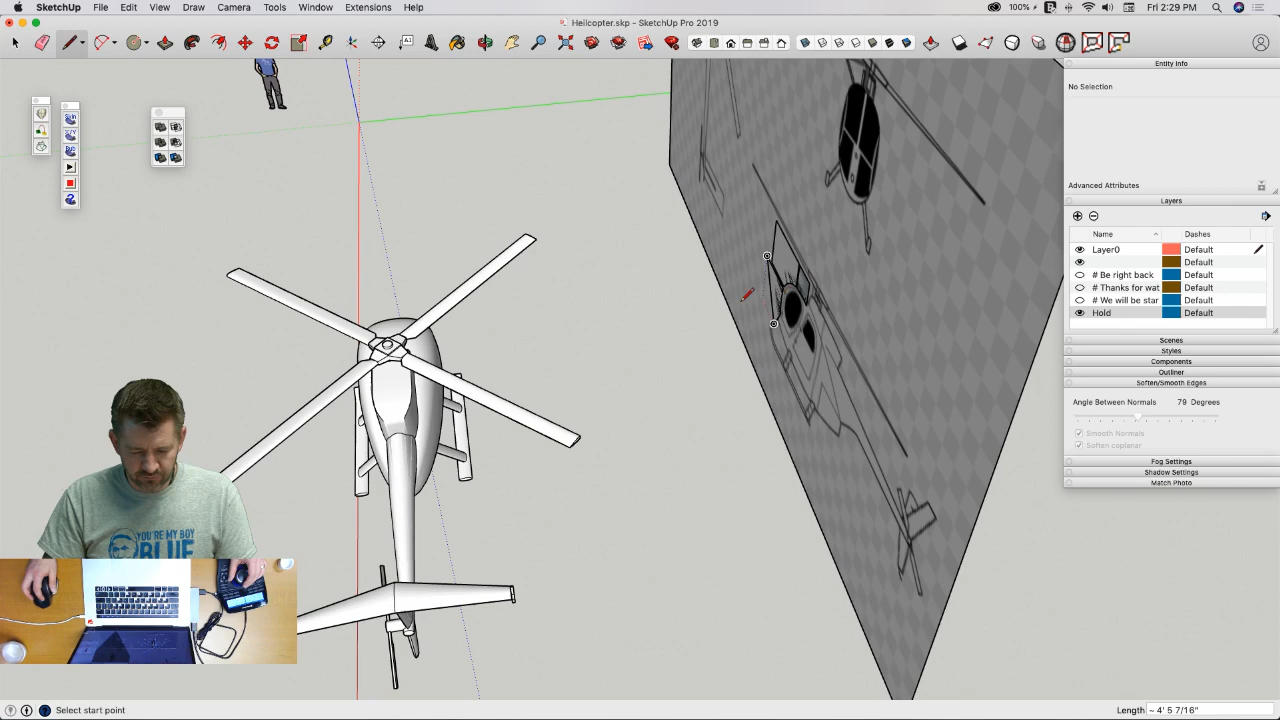 SketchUp File Edit View Draw Camera Tools Window Extensions Help 100% Fri 2:29 PM
Heilcopter.skp - SketchUp Pro 2019
Entity Info
No Selection
Advanced Attributes
Layers
Name Dashes
Layer0 Default
Default
# Be right back Default
# Thanks for wat Default
# We will be star Default
Hold Default
Scenes
Styles
Components
Outliner
Soften/Smooth Edges
Angle Between Normals 79 Degrees
Smooth Normals
Soften coplanar
Fog Settings
Shadow Settings
Match Photo
YOU'RE MY BOY
BLUE
Select start point
Length ~ 4' 5 7/16"